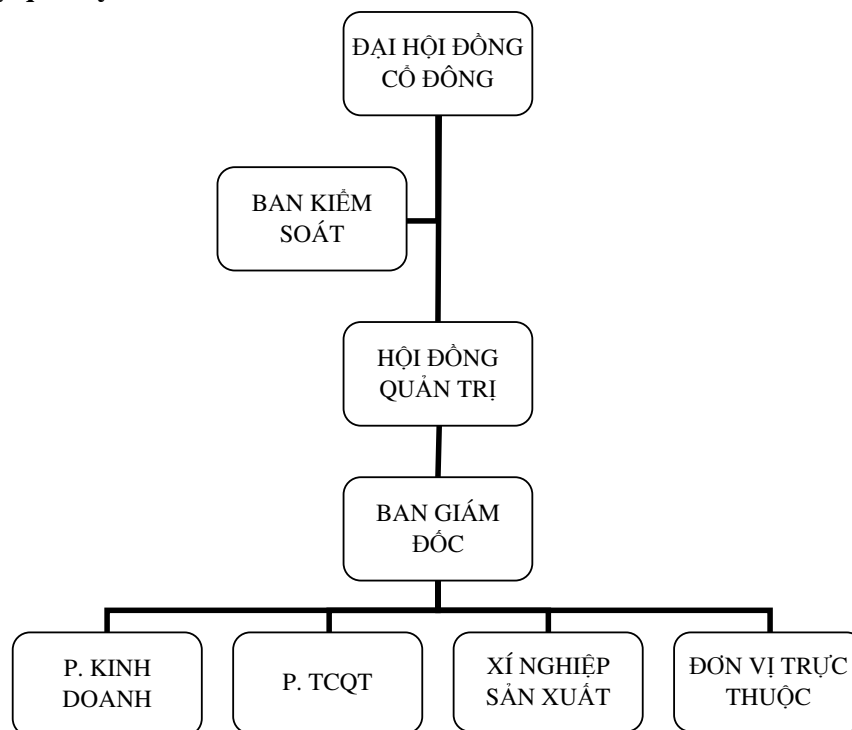 ĐẠI HỘI ĐỒNG
CỔ ĐÔNG
BAN KIỂM
SOÁT
HỘI ĐỒNG
QUẢN TRỊ
BAN GIÁM
ĐỐC
P. KINH
DOANH
P. TCQT
XÍ NGHIỆP
SẢN XUẤT
ĐƠN VỊ TRỰC
THUỘC